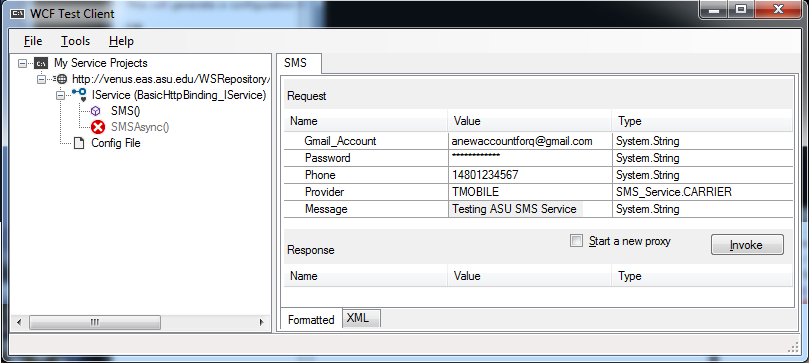 WCF Test Client
File Tools Help
My Service Projects
http://venus.eas.asu.edu/WSRepository/
IService (BasicHttpBinding_IService)
SMS()
SMSAsync()
Config File
SMS
Request
Name Value Type
Gmail_Account anewaccountforq@gmail.com System.String
Password ************ System.String
Phone 14801234567 System.String
Provider TMOBILE SMS_Service.CARRIER
Message Testing ASU SMS Service System.String
Start a new proxy Invoke
Response
Name Value Type
Formatted XML